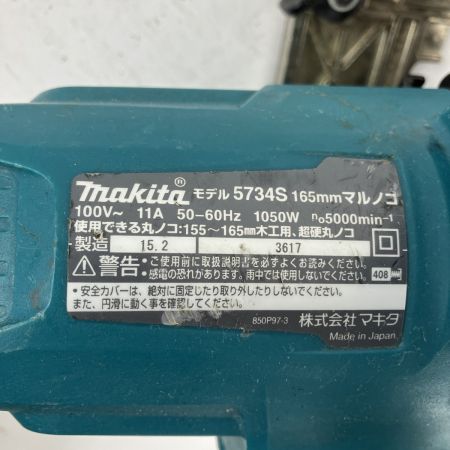 makita® モデル 5734S 165mmマルノコ
100V～ 11A 50-60Hz 1050W n₀5000min⁻¹
使用できる丸ノコ:155～165mm木工用、超硬丸ノコ
製造 15.2 3617
⚠警告 ・ご使用前に取扱説明書を必ずよくお読みください。
・感電の恐れがあります。雨中では使用しないでください。 408
・安全カバーは、絶対に固定したり取り外したりしないでください。
また、円滑に動く事を確認してください。
850P97-3 株式会社マキタ
Made in Japan.